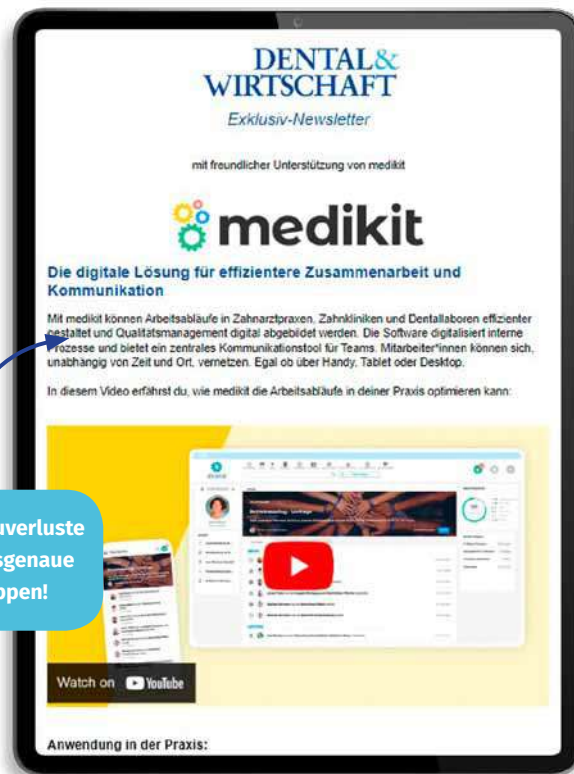 DENTAL&
WIRTSCHAFT
Exklusiv-Newsletter
mit freundlicher Unterstützung von medikit
medikit
Die digitale Lösung für effizientere Zusammenarbeit und
Kommunikation
Mit medikit können Arbeitsabläufe in Zahnarztpraxen, Zahnkliniken und Dentallaboren effizienter
gestaltet und Qualitätsmanagement digital abgebildet werden. Die Software digitalisiert interne
Prozesse und bietet ein zentrales Kommunikationstool für Teams. Mitarbeiter*innen können sich,
unabhängig von Zeit und Ort, vernetzen. Egal ob über Handy, Tablet oder Desktop.
In diesem Video erfährst du, wie medikit die Arbeitsabläufe in deiner Praxis optimieren kann:
uverluste
sgenaue
ppen!
Watch on YouTube
Anwendung in der Praxis: